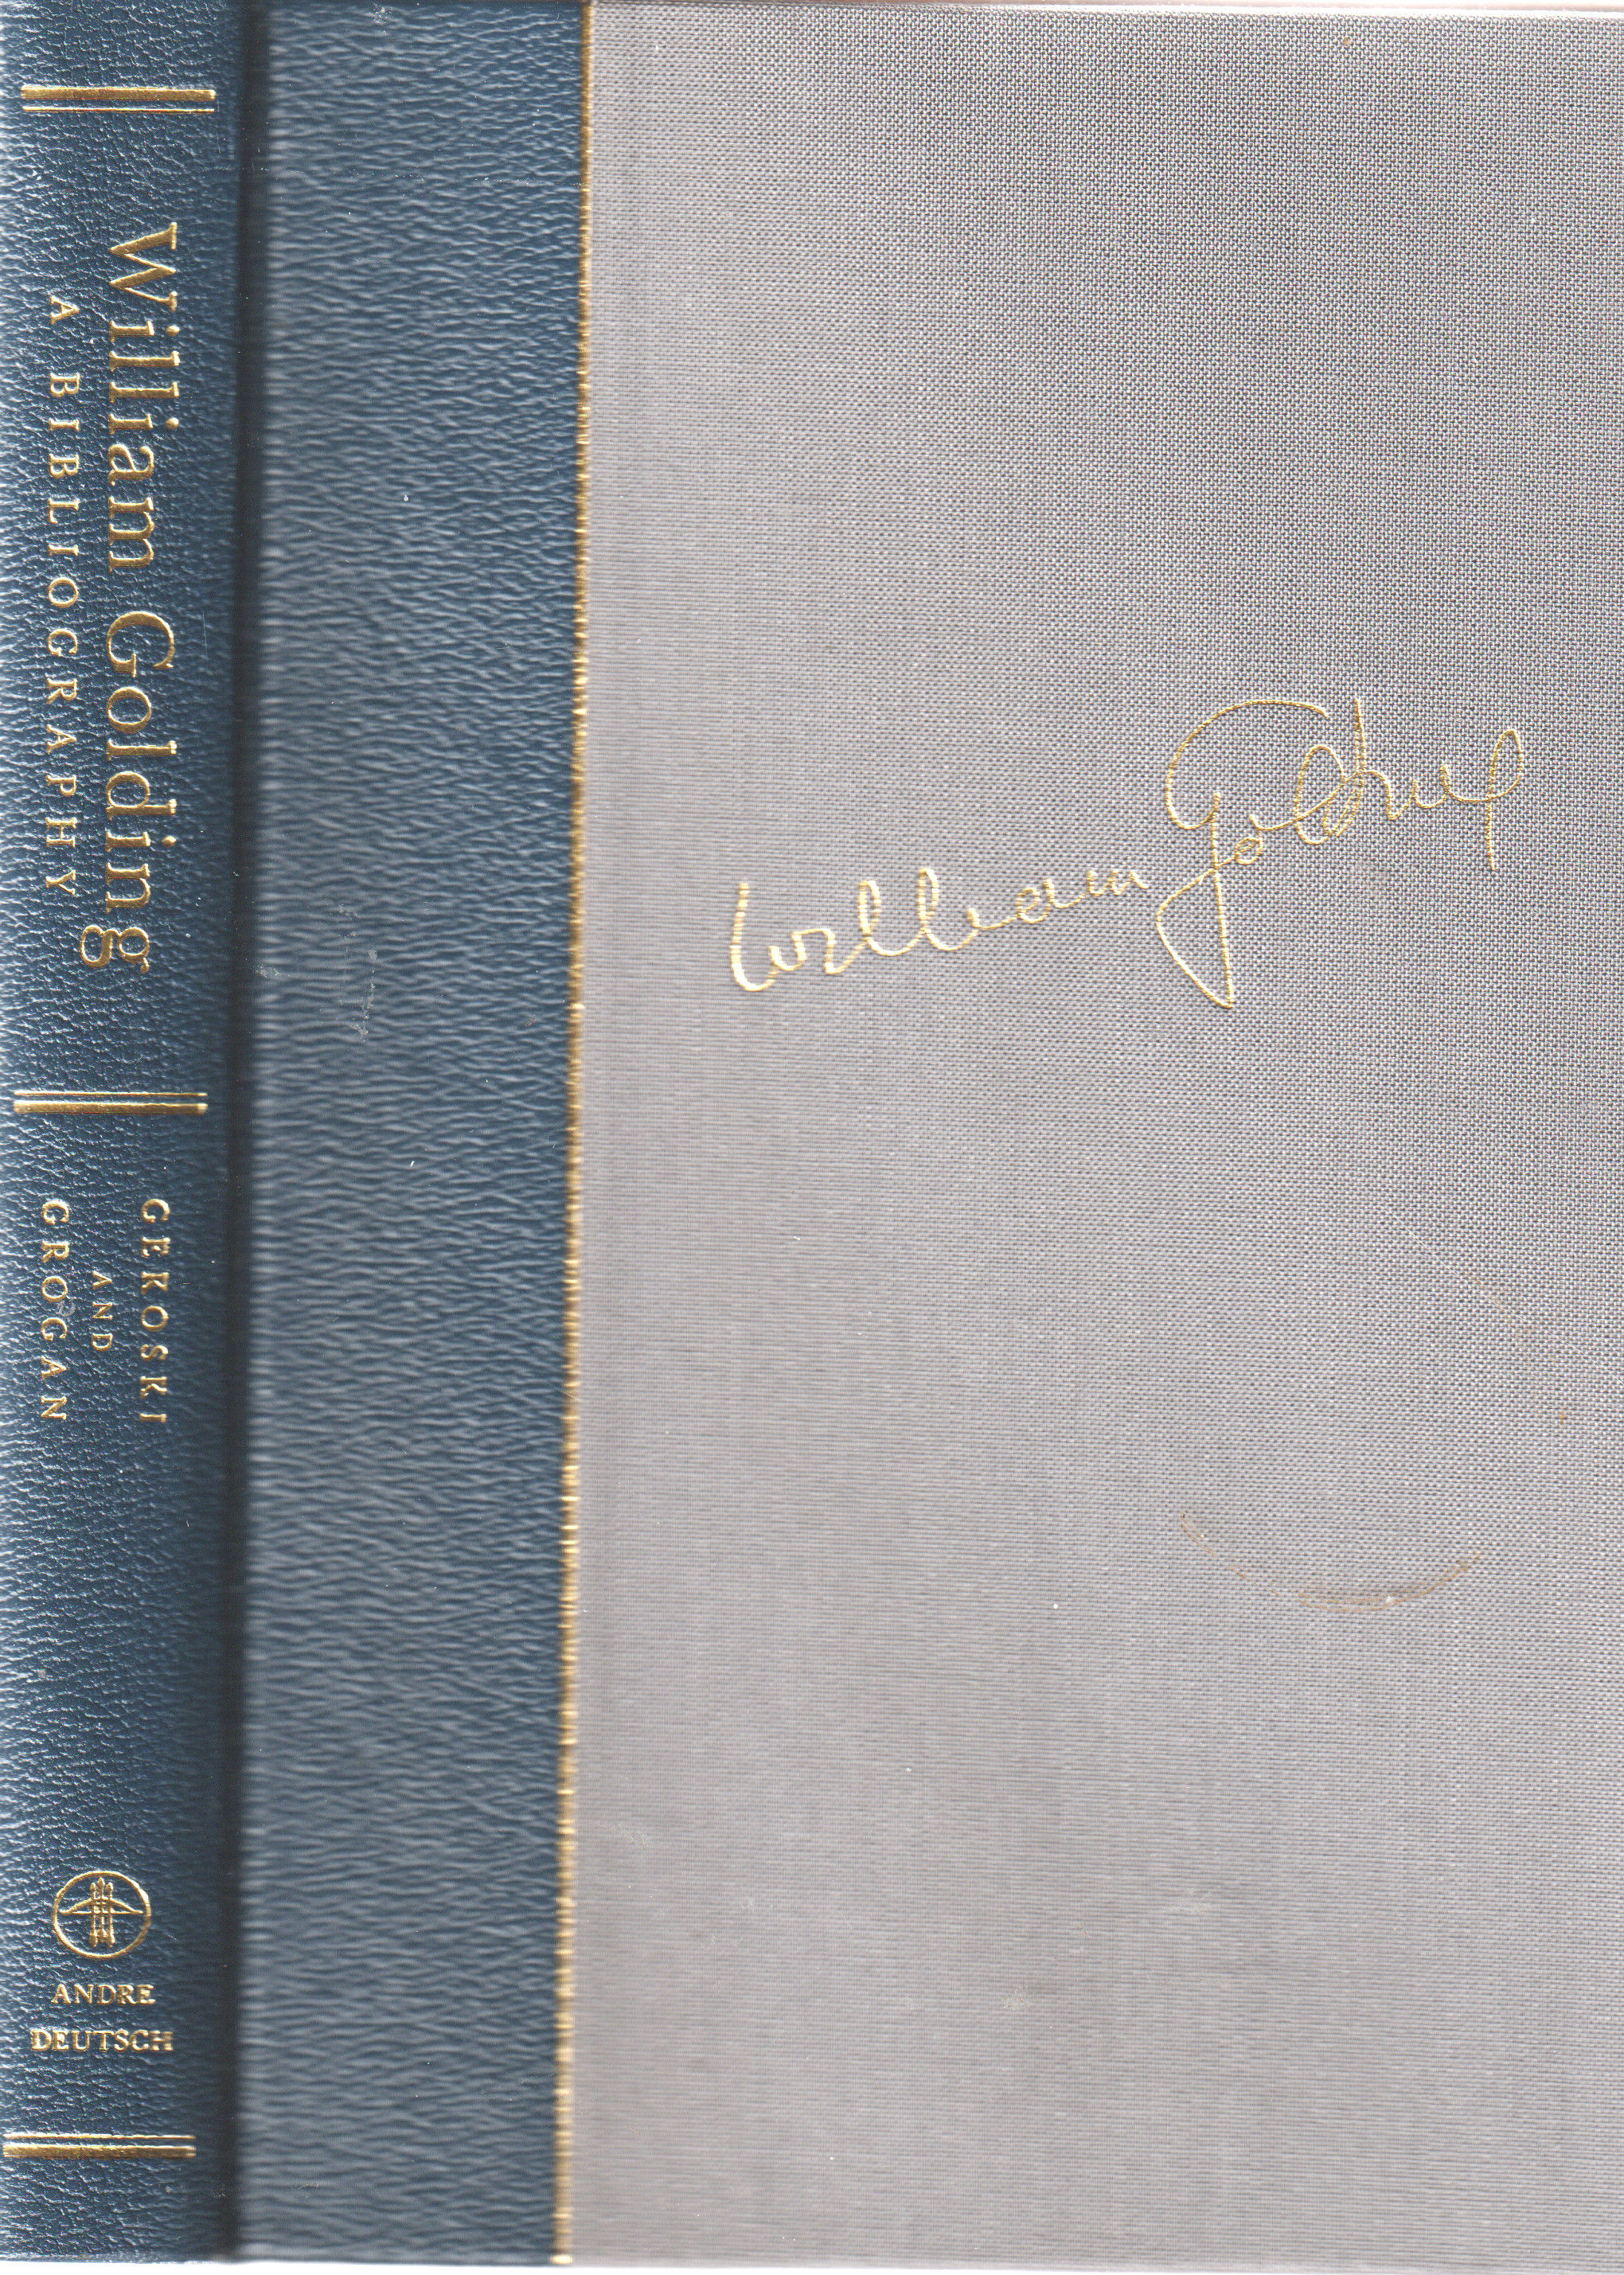 William Golding
A BIBLIOGRAPHY
GEKOSKI
AND
GROGAN
ANDRE
DEUTSCH
William Golding